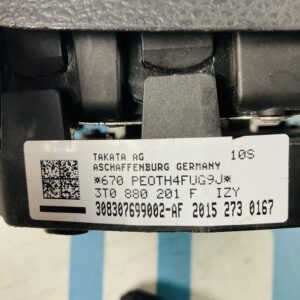 TAKATA AG 10S
ASCHAFFENBURG GERMANY
*670 PEOTH4FUG9J*
3T0 880 201 F IZY
308307699002-AF 2015 273 0167